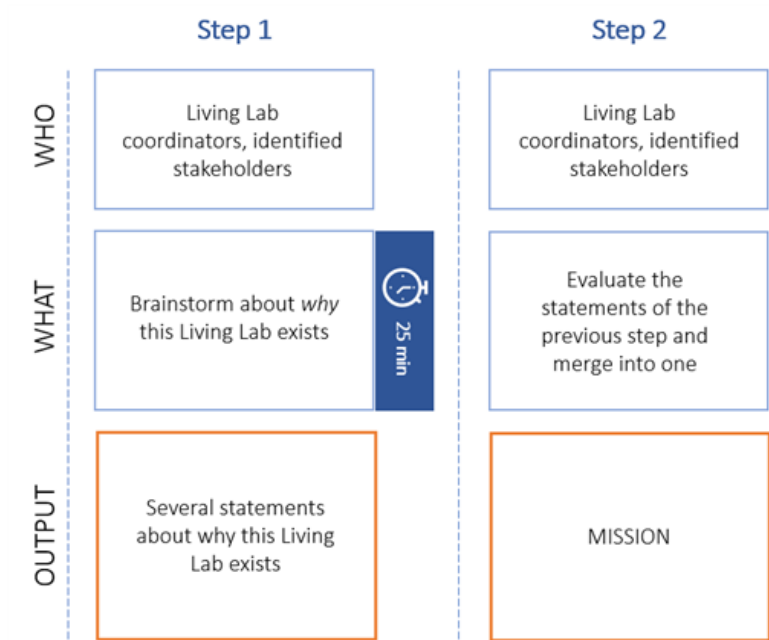 Step 1
Step 2
WHO
Living Lab
coordinators, identified
stakeholders
Living Lab
coordinators, identified
stakeholders
WHAT
Brainstorm about why
this Living Lab exists
25 min
Evaluate the
statements of the
previous step and
merge into one
OUTPUT
Several statements
about why this Living
Lab exists
MISSION